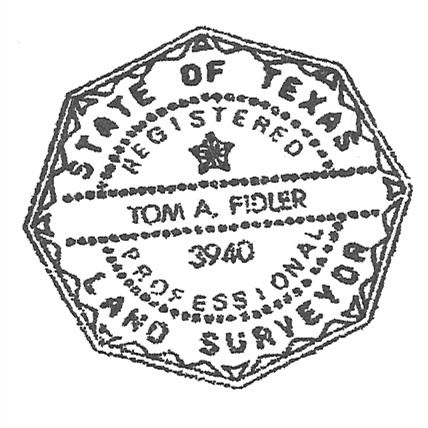 STATE OF TEXAS
REGISTERED
TOM A. FIDLER
3940
PROFESSIONAL
LAND SURVEYOR